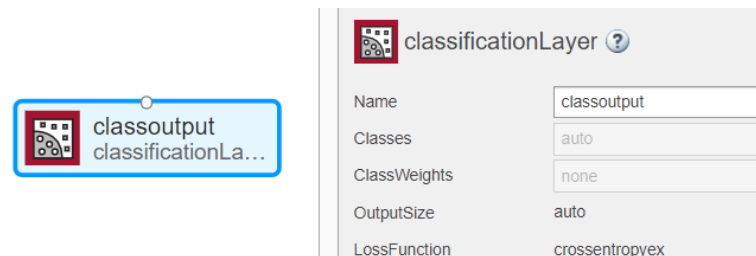 classoutput
classificationLa...
classificationLayer ?
Name classoutput
Classes auto
ClassWeights none
OutputSize auto
LossFunction crossentropyex